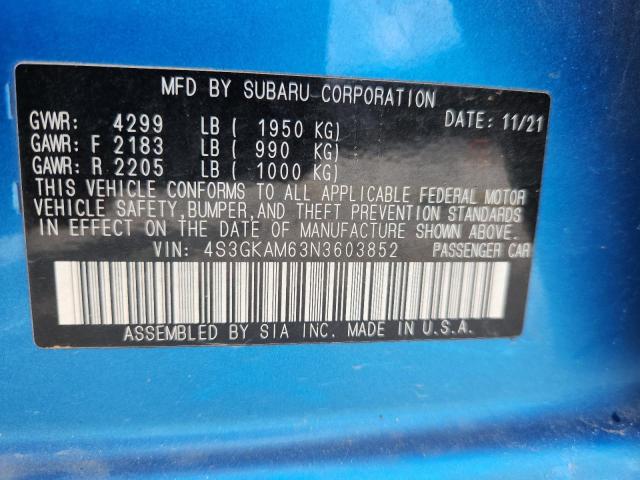 MFD BY SUBARU CORPORATION
DATE: 11/21
GVWR: 4299 LB ( 1950 KG)
GAWR: F 2183 LB ( 990 KG)
GAWR: R 2205 LB ( 1000 KG)
THIS VEHICLE CONFORMS TO ALL APPLICABLE FEDERAL MOTOR
VEHICLE SAFETY, BUMPER, AND THEFT PREVENTION STANDARDS
IN EFFECT ON THE DATE OF MANUFACTURE SHOWN ABOVE.
VIN: 4S3GKAM63N3603852 PASSENGER CAR
ASSEMBLED BY SIA INC. MADE IN U.S.A.